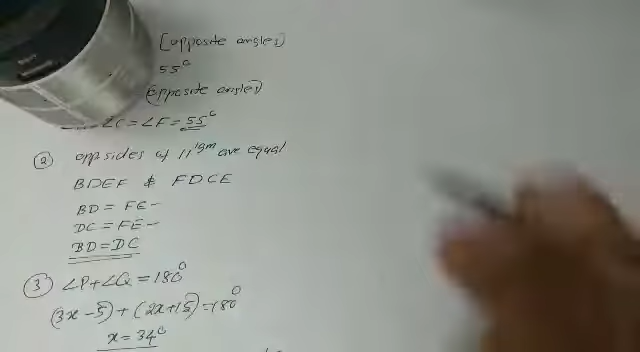 [opposite angles]
55°
(opposite angles)
∠C = ∠F = 55°
② opp sides of ||gm are equal
BDEF & FDCE
BD = FE
DC = FE
BD = DC
③ ∠P + ∠Q = 180°
(3x - 5) + (2x + 15) = 180°
x = 34°